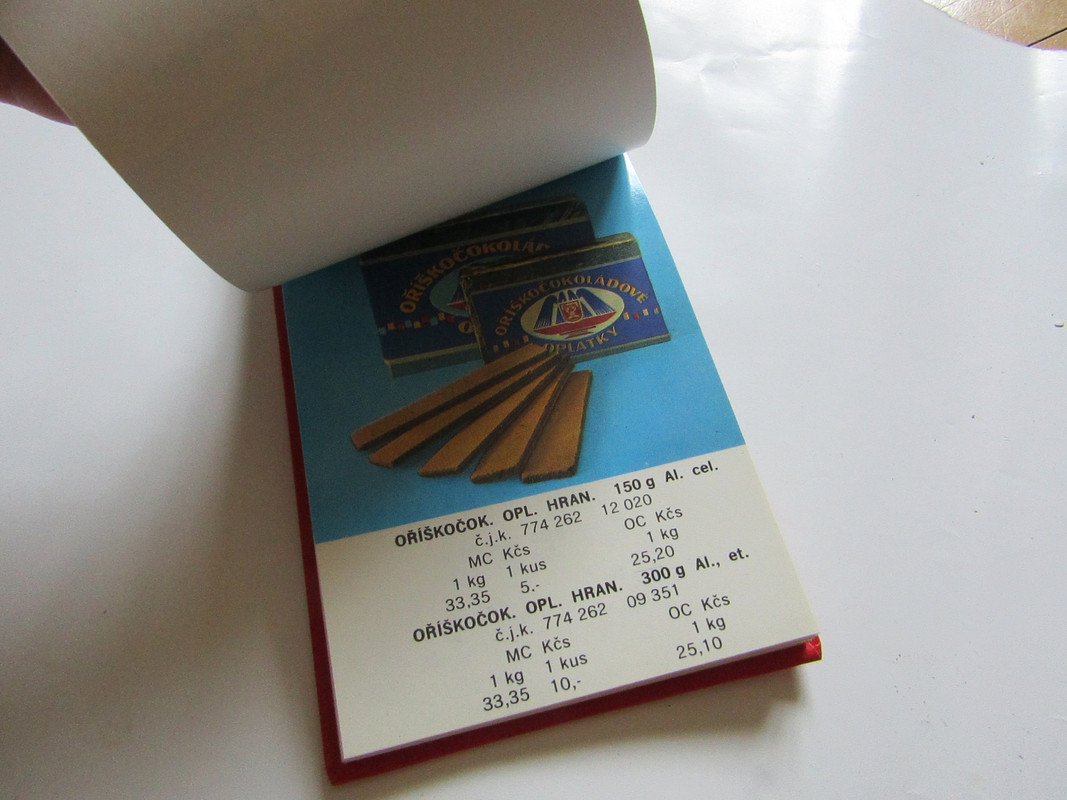 OŘÍŠKOČOKOLÁD
OŘÍŠKOČOKOLÁDOVÉ
OPLATKY
OŘÍŠKOČOK. OPL. HRAN. 150 g Al. cel.
č.j.k. 774 262 12 020
MC Kčs OC Kčs
1 kg 1 kus 1 kg
33,35 5.- 25,20
OŘÍŠKOČOK. OPL. HRAN. 300 g Al., et.
č.j.k. 774 262 09 351
MC Kčs OC Kčs
1 kg 1 kus 1 kg
33,35 10,- 25,10